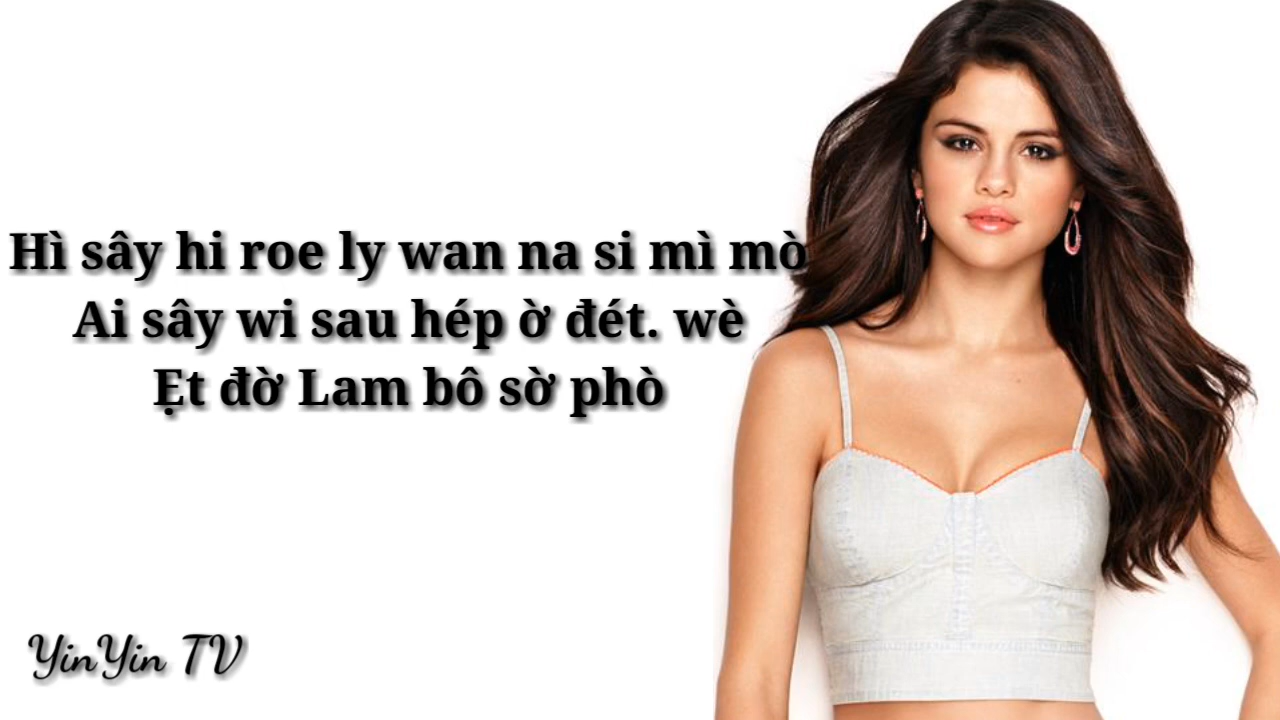 Hì sây hi roe ly wan na si mì mò
Ai sây wi sau hép ờ đét. wè
Ẹt đờ Lam bô sờ phò
YinYin TV